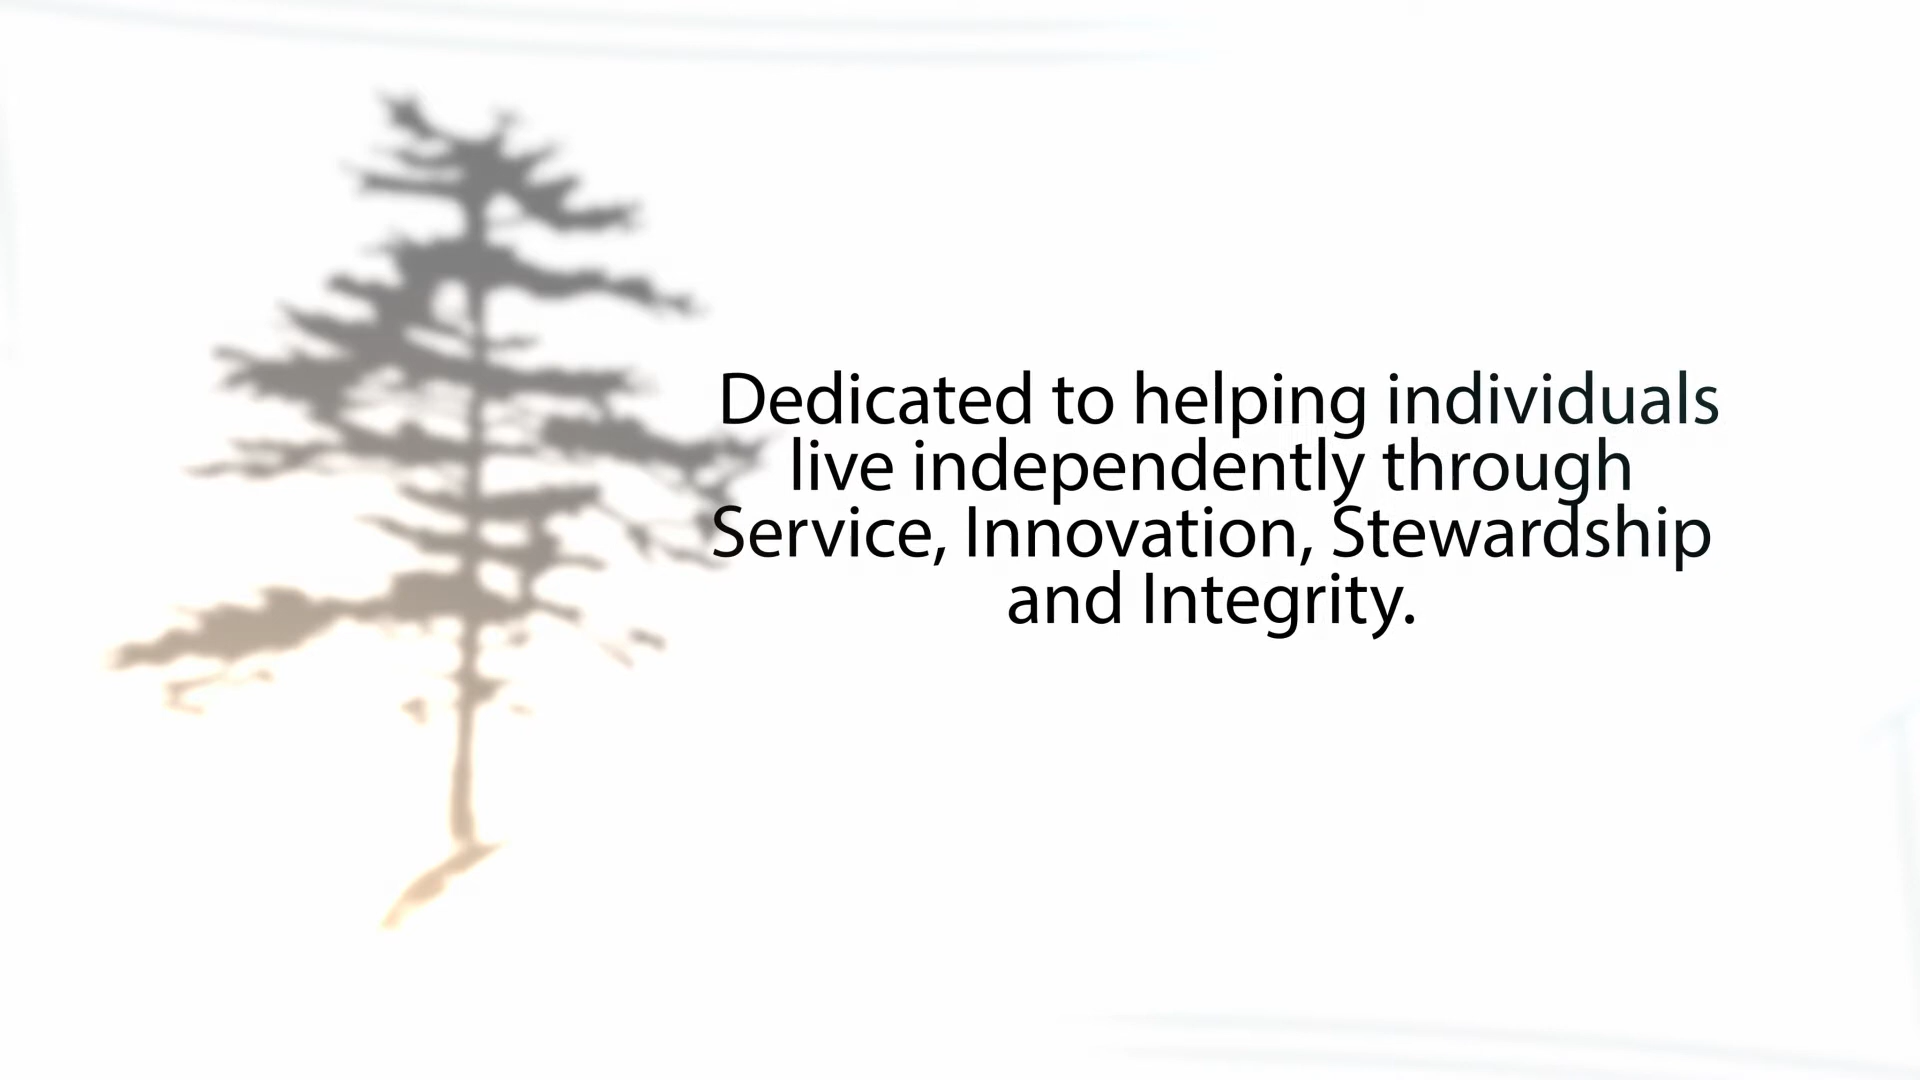 Dedicated to helping individuals
live independently through
Service, Innovation, Stewardship
and Integrity.